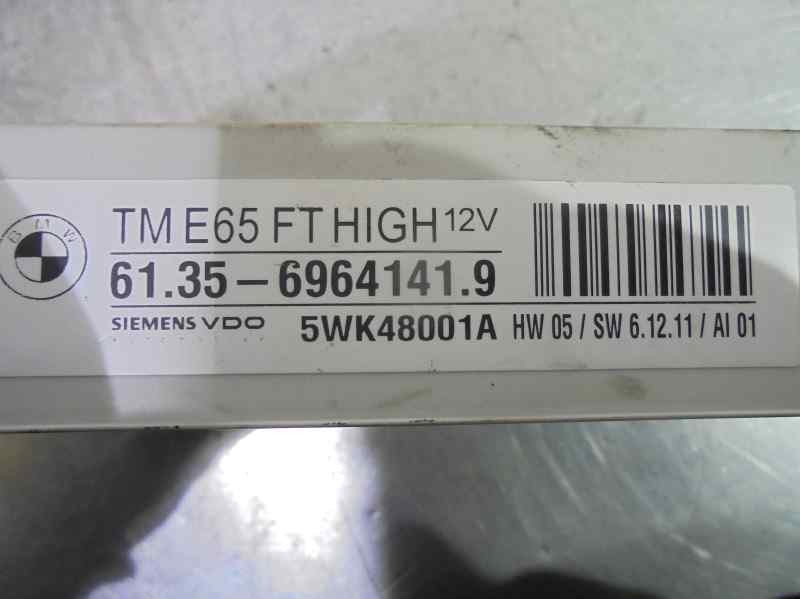 BMW
TM E65 FT HIGH 12V
61.35 – 6964141.9
SIEMENS VDO 5WK48001A HW 05 / SW 6.12.11 / AI 01